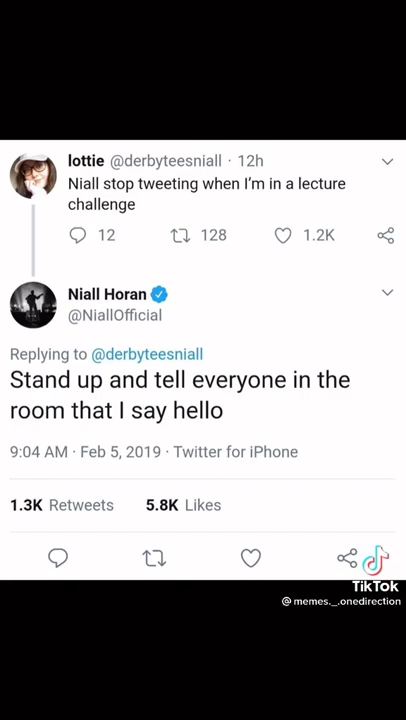 lottie @derbyteesniall · 12h
Niall stop tweeting when I'm in a lecture
challenge
12 128 1.2K
Niall Horan
@NiallOfficial
Replying to @derbyteesniall
Stand up and tell everyone in the
room that I say hello
9:04 AM · Feb 5, 2019 · Twitter for iPhone
1.3K Retweets 5.8K Likes
TikTok
@memes._.onedirection